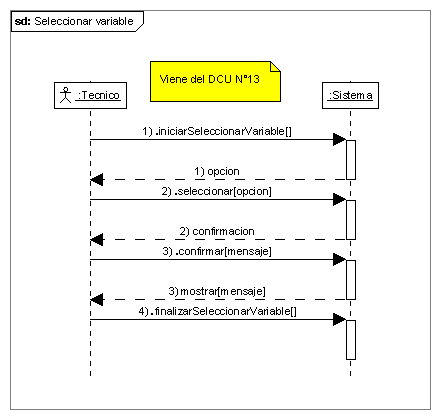 sd: Seleccionar variable
Viene del DCU N°13
:Tecnico
:Sistema
1) .iniciarSeleccionarVariable[]
1) opcion
2) .seleccionar[opcion]
2) confirmacion
3) .confirmar[mensaje]
3) mostrar[mensaje]
4) .finalizarSeleccionarVariable[]